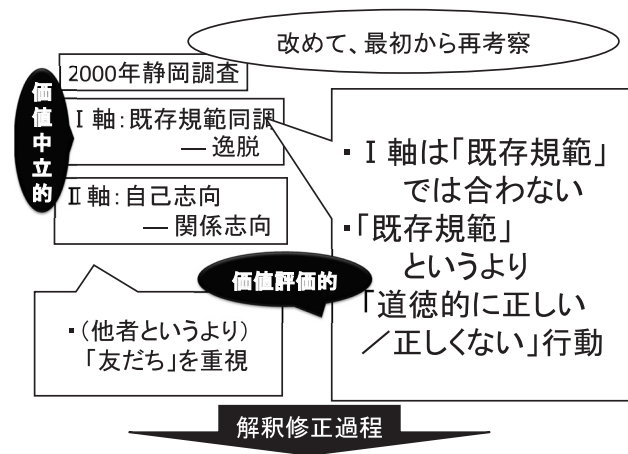 改めて、最初から再考察
2000年静岡調査
価値中立的
Ⅰ軸：既存規範同調
― 逸脱
Ⅱ軸：自己志向
― 関係志向
・Ⅰ軸は「既存規範」
では合わない
・「既存規範」
というより
「道徳的に正しい
／正しくない」行動
価値評価的
・（他者というより）
「友だち」を重視
解釈修正過程